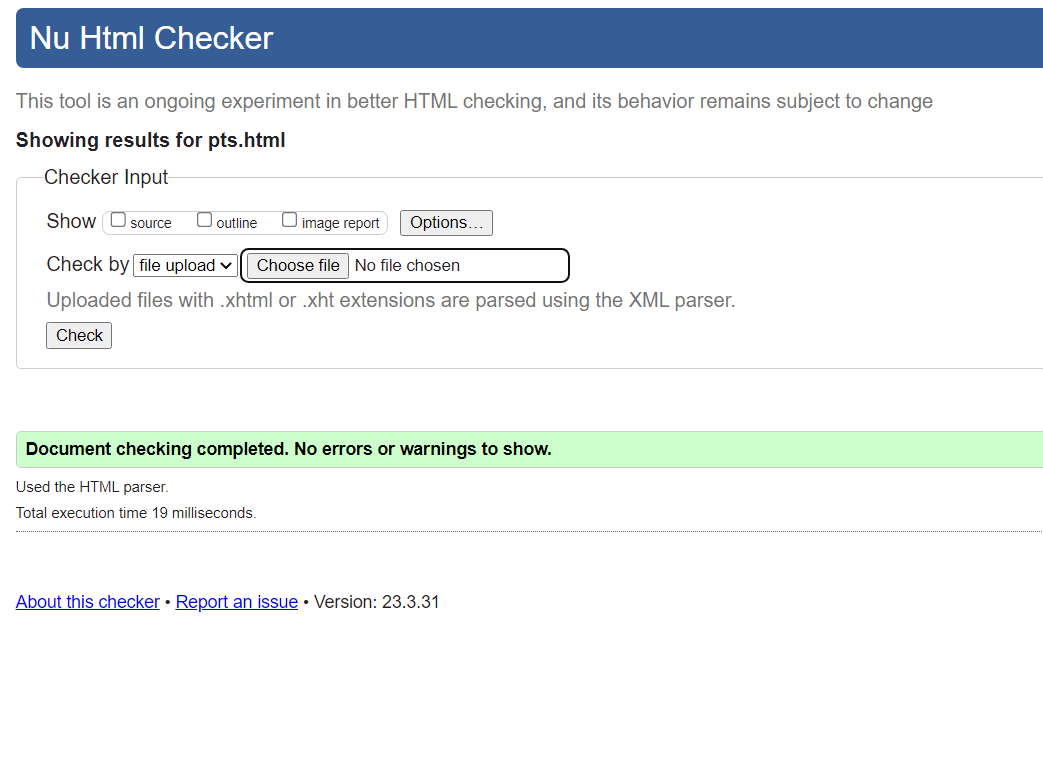 Nu Html Checker
This tool is an ongoing experiment in better HTML checking, and its behavior remains subject to change
Showing results for pts.html
Checker Input
Show source outline image report Options...
Check by file upload Choose file No file chosen
Uploaded files with .xhtml or .xht extensions are parsed using the XML parser.
Check
Document checking completed. No errors or warnings to show.
Used the HTML parser.
Total execution time 19 milliseconds.
About this checker • Report an issue • Version: 23.3.31